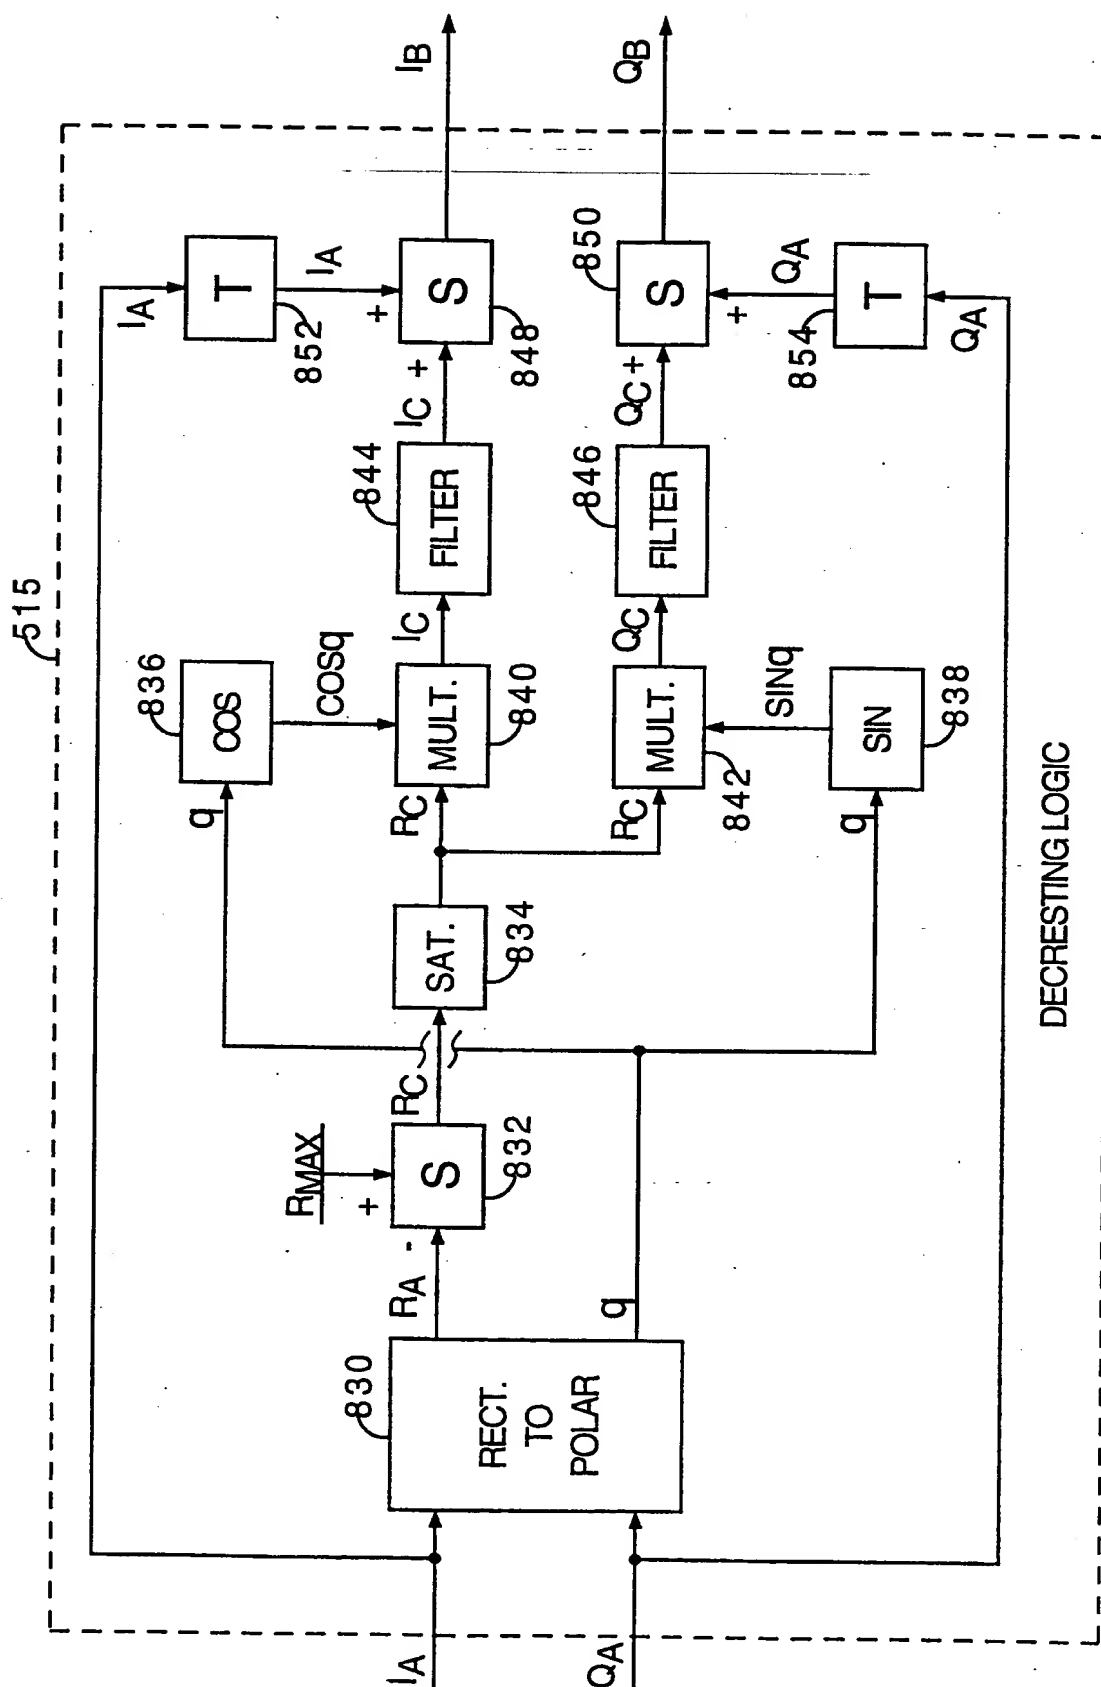 515
IA
QA
IA
QA
830
RECT.
TO
POLAR
RA
-
q
RMAX
+
S
832
RC
SAT.
834
RC
RC
q
q
836
COS
COSq
SIN
838
SINq
MULT.
840
MULT.
842
IC
QC
844
FILTER
846
FILTER
IC
+
QC
+
T
852
IA
+
S
848
850
S
+
QA
854
T
IB
QB
DECRESTING LOGIC